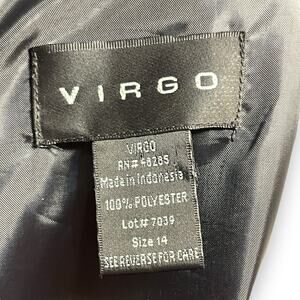 VIRGO
VIRGO
RN# 48285
Made in Indonesia
100% POLYESTER
Lot# 7039
Size 14
SEE REVERSE FOR CARE